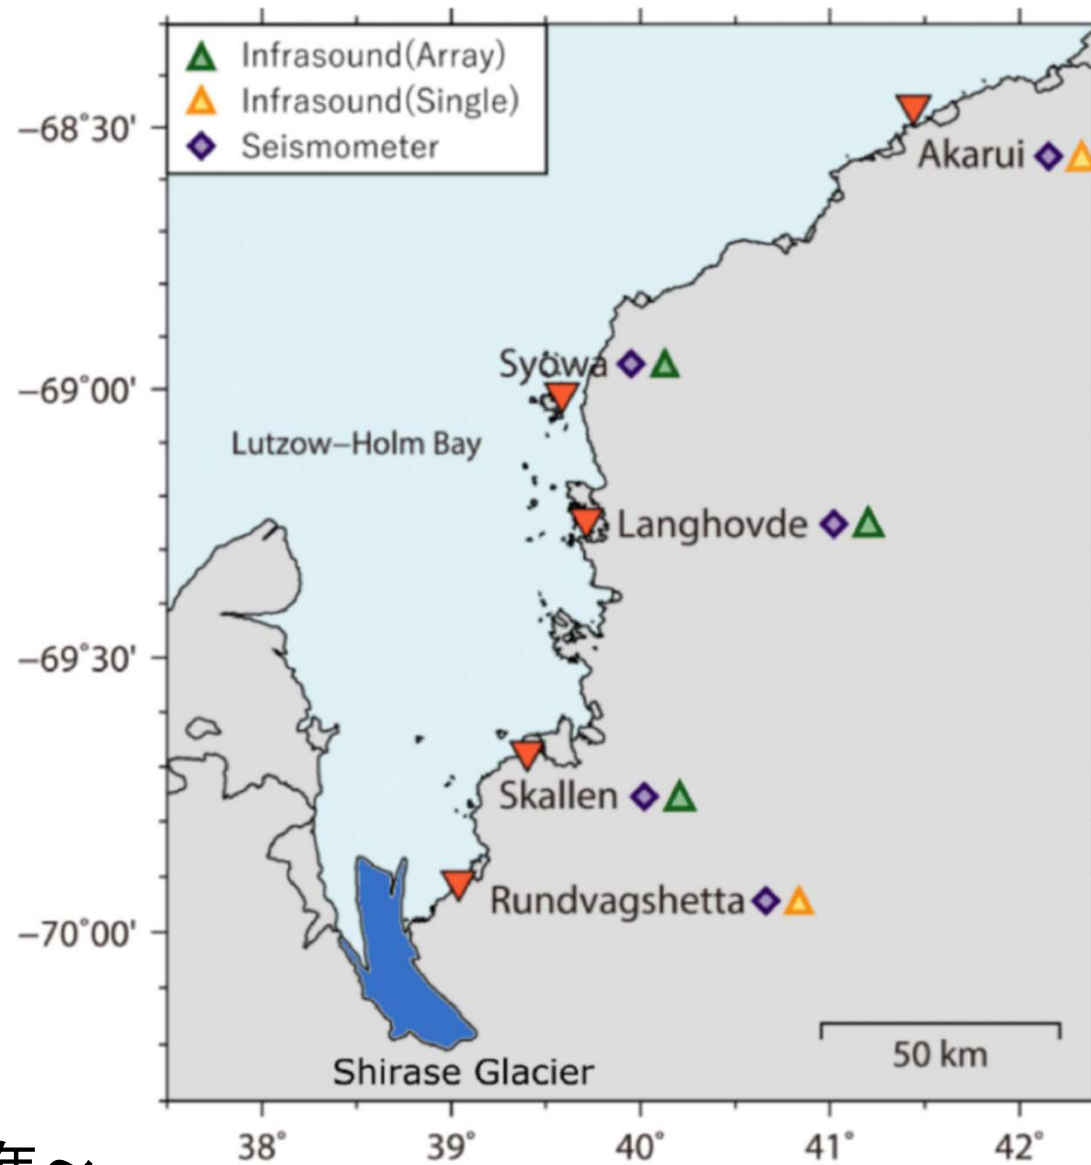 Infrasound(Array)
Infrasound(Single)
Seismometer
−68°30'
Akarui
Syowa
−69°00'
Lutzow–Holm Bay
Langhovde
−69°30'
Skallen
Rundvagshetta
−70°00'
50 km
Shirase Glacier
38° 39° 40° 41° 42°
年~